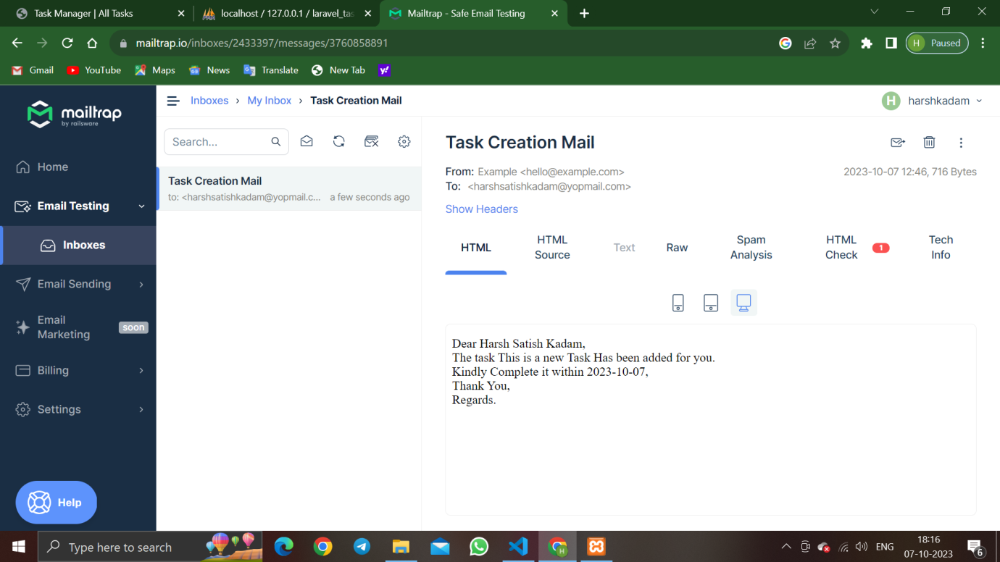 Task Manager | All Tasks
localhost / 127.0.0.1 / laravel_tas
Mailtrap - Safe Email Testing
mailtrap.io/inboxes/2433397/messages/3760858891
H Paused
Gmail
YouTube
Maps
News
Translate
New Tab
y!
mailtrap
by railsware
Inboxes › My Inbox › Task Creation Mail
H harshkadam
Home
Email Testing
Inboxes
Email Sending
Email
Marketing
soon
Billing
Settings
Help
Search...
Task Creation Mail
to: <harshsatishkadam@yopmail.c... a few seconds ago
Task Creation Mail
From: Example <hello@example.com>
2023-10-07 12:46, 716 Bytes
To: <harshsatishkadam@yopmail.com>
Show Headers
HTML
HTML
Source
Text
Raw
Spam
Analysis
HTML
Check
1
Tech
Info
Dear Harsh Satish Kadam,
The task This is a new Task Has been added for you.
Kindly Complete it within 2023-10-07,
Thank You,
Regards.
Type here to search
ENG
18:16
07-10-2023
6